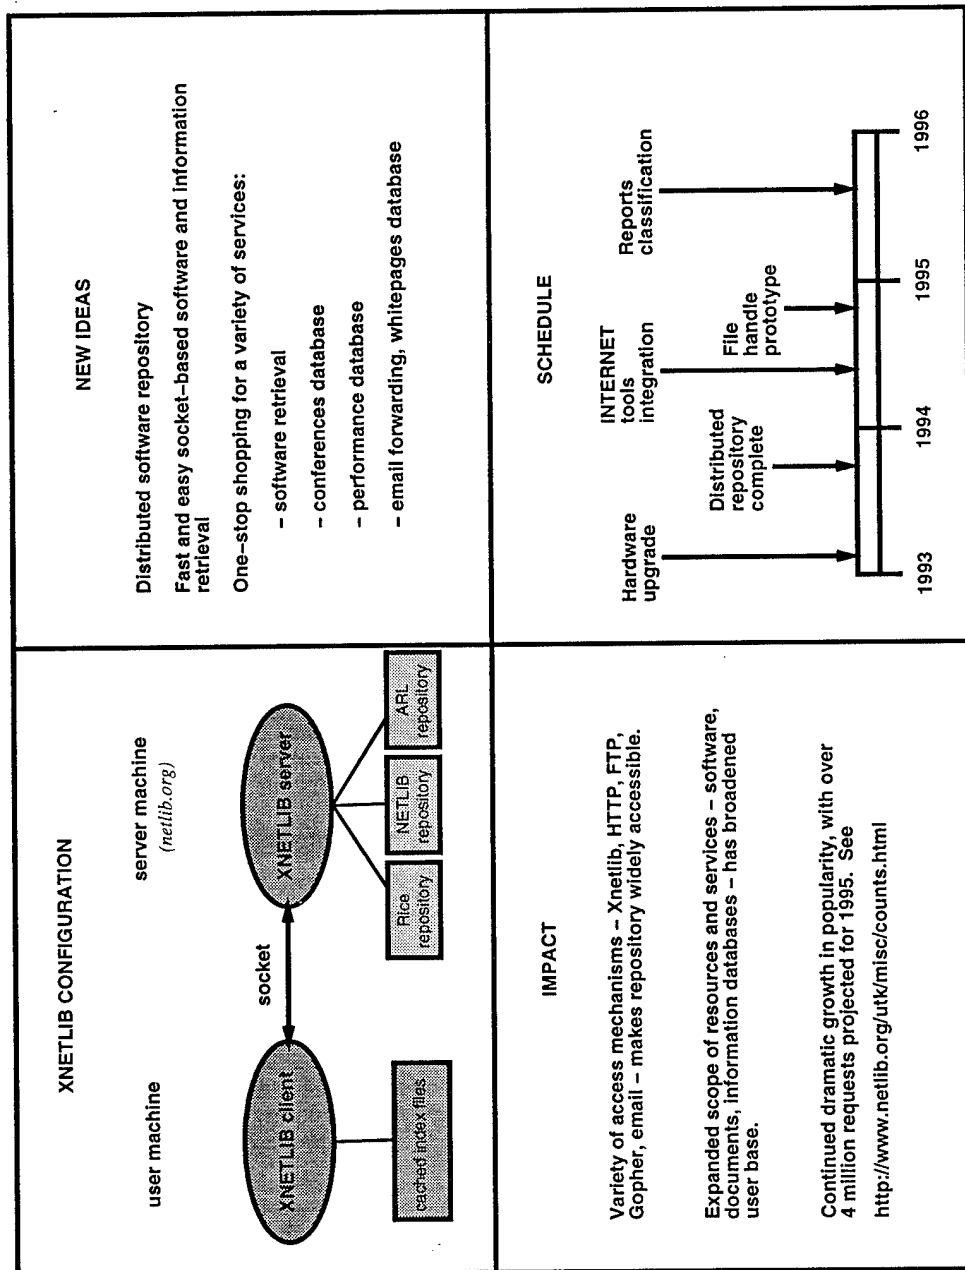 XNETLIB CONFIGURATION
user machine
server machine
(netlib.org)
XNETLIB client
socket
XNETLIB server
cached index files
Rice
repository
NETLIB
repository
ARL
repository
NEW IDEAS
Distributed software repository
Fast and easy socket–based software and information
retrieval
One–stop shopping for a variety of services:
– software retrieval
– conferences database
– performance database
– email forwarding, whitepages database
IMPACT
Variety of access mechanisms – Xnetlib, HTTP, FTP,
Gopher, email – makes repository widely accessible.
Expanded scope of resources and services – software,
documents, information databases – has broadened
user base.
Continued dramatic growth in popularity, with over
4 million requests projected for 1995.  See
http://www.netlib.org/utk/misc/counts.html
SCHEDULE
Hardware
upgrade
Distributed
repository
complete
INTERNET
tools
integration
File
handle
prototype
Reports
classification
1993
1994
1995
1996